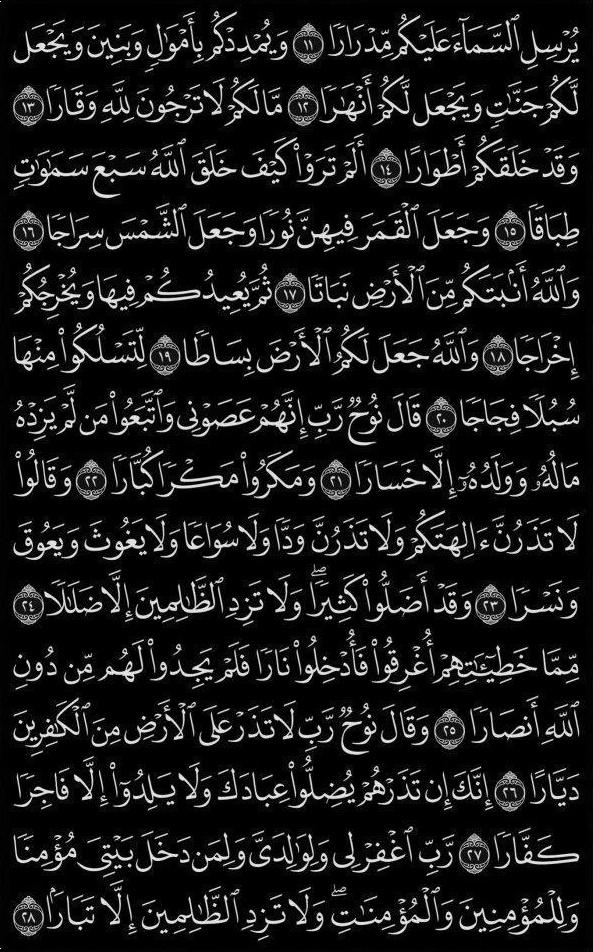 يُرْسِلِ ٱلسَّمَآءَ عَلَيْكُم مِّدْرَارًا ۝١١ وَيُمْدِدْكُم بِأَمْوَٰلٍ وَبَنِينَ وَيَجْعَل
لَّكُمْ جَنَّٰتٍ وَيَجْعَل لَّكُمْ أَنْهَٰرًا ۝١٢ مَّا لَكُمْ لَا تَرْجُونَ لِلَّهِ وَقَارًا ۝١٣
وَقَدْ خَلَقَكُمْ أَطْوَارًا ۝١٤ أَلَمْ تَرَوْا۟ كَيْفَ خَلَقَ ٱللَّهُ سَبْعَ سَمَٰوَٰتٍ
طِبَاقًا ۝١٥ وَجَعَلَ ٱلْقَمَرَ فِيهِنَّ نُورًا وَجَعَلَ ٱلشَّمْسَ سِرَاجًا ۝١٦
وَٱللَّهُ أَنۢبَتَكُم مِّنَ ٱلْأَرْضِ نَبَاتًا ۝١٧ ثُمَّ يُعِيدُكُمْ فِيهَا وَيُخْرِجُكُمْ
إِخْرَاجًا ۝١٨ وَٱللَّهُ جَعَلَ لَكُمُ ٱلْأَرْضَ بِسَاطًا ۝١٩ لِّتَسْلُكُوا۟ مِنْهَا
سُبُلًا فِجَاجًا ۝٢٠ قَالَ نُوحٌ رَّبِّ إِنَّهُمْ عَصَوْنِى وَٱتَّبَعُوا۟ مَن لَّمْ يَزِدْهُ
مَالُهُۥ وَوَلَدُهُۥٓ إِلَّا خَسَارًا ۝٢١ وَمَكَرُوا۟ مَكْرًا كُبَّارًا ۝٢٢ وَقَالُوا۟
لَا تَذَرُنَّ ءَالِهَتَكُمْ وَلَا تَذَرُنَّ وَدًّا وَلَا سُوَاعًا وَلَا يَغُوثَ وَيَعُوقَ
وَنَسْرًا ۝٢٣ وَقَدْ أَضَلُّوا۟ كَثِيرًا ۖ وَلَا تَزِدِ ٱلظَّٰلِمِينَ إِلَّا ضَلَٰلًا ۝٢٤
مِّمَّا خَطِيٓـَٰٔتِهِمْ أُغْرِقُوا۟ فَأُدْخِلُوا۟ نَارًا فَلَمْ يَجِدُوا۟ لَهُم مِّن دُونِ
ٱللَّهِ أَنصَارًا ۝٢٥ وَقَالَ نُوحٌ رَّبِّ لَا تَذَرْ عَلَى ٱلْأَرْضِ مِنَ ٱلْكَٰفِرِينَ
دَيَّارًا ۝٢٦ إِنَّكَ إِن تَذَرْهُمْ يُضِلُّوا۟ عِبَادَكَ وَلَا يَلِدُوٓا۟ إِلَّا فَاجِرًا
كَفَّارًا ۝٢٧ رَّبِّ ٱغْفِرْ لِى وَلِوَٰلِدَىَّ وَلِمَن دَخَلَ بَيْتِىَ مُؤْمِنًا
وَلِلْمُؤْمِنِينَ وَٱلْمُؤْمِنَٰتِ ۖ وَلَا تَزِدِ ٱلظَّٰلِمِينَ إِلَّا تَبَارًۢا ۝٢٨